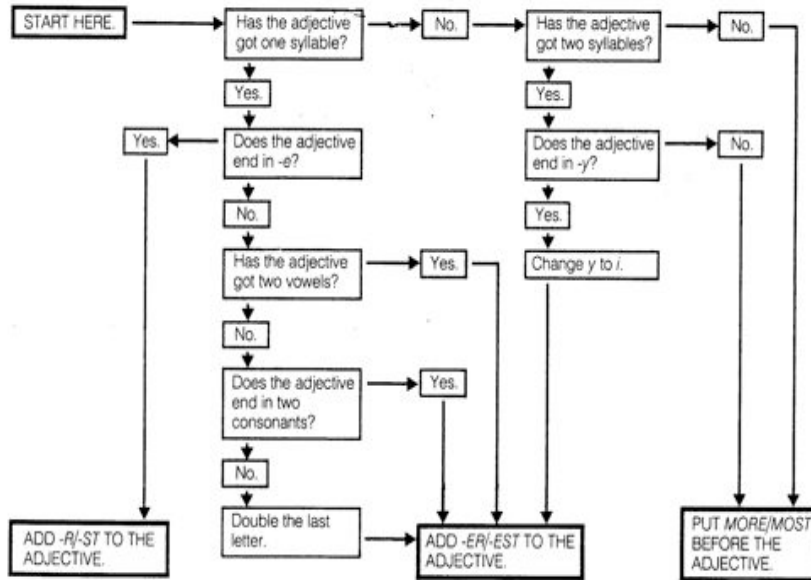 START HERE.
Has the adjective
got one syllable?
No.
Has the adjective
got two syllables?
No.
Yes.
Yes.
Yes.
Does the adjective
end in -e?
Does the adjective
end in -y?
No.
No.
Yes.
Has the adjective
got two vowels?
Yes.
Change y to i.
No.
Does the adjective
end in two
consonants?
Yes.
No.
Double the last
letter.
ADD -R/-ST TO THE
ADJECTIVE.
ADD -ER/-EST TO THE
ADJECTIVE.
PUT MORE/MOST
BEFORE THE
ADJECTIVE.